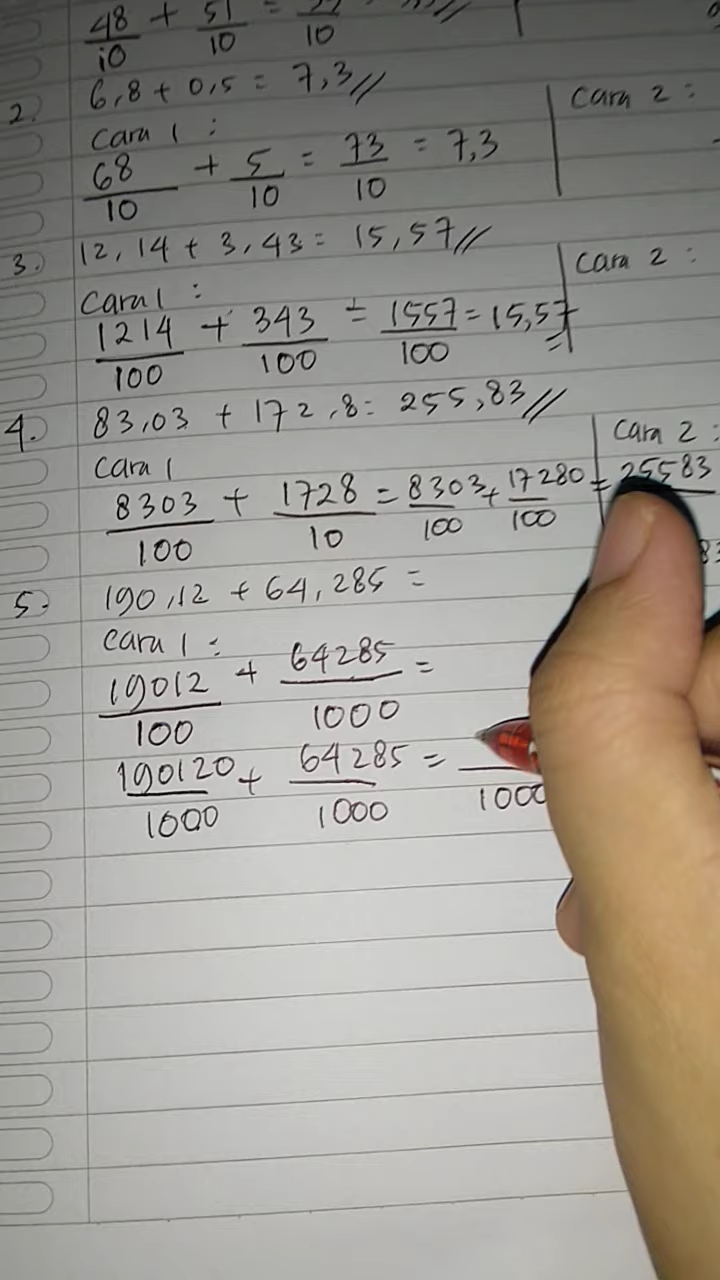 48/10 + 51/10 =
2. 6,8 + 0,5 = 7,3//
Cara 1 :
68/10 + 5/10 = 73/10 = 7,3
Cara 2 :
3. 12,14 + 3,43 = 15,57//
Cara 1 :
1214/100 + 343/100 = 1557/100 = 15,57
Cara 2 :
4. 83,03 + 172,8 = 255,83//
Cara 1
8303/100 + 1728/10 = 8303/100 + 17280/100 = 25583
Cara 2 :
5. 190,12 + 64,285 =
Cara 1 :
19012/100 + 64285/1000 =
190120/1000 + 64285/1000 = /1000